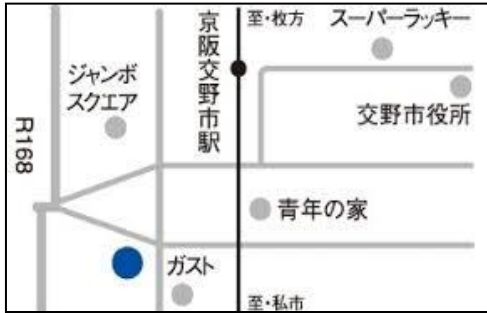 至・枚方
スーパーラッキー
京阪交野市駅
ジャンボ
スクエア
交野市役所
R168
青年の家
ガスト
至・私市